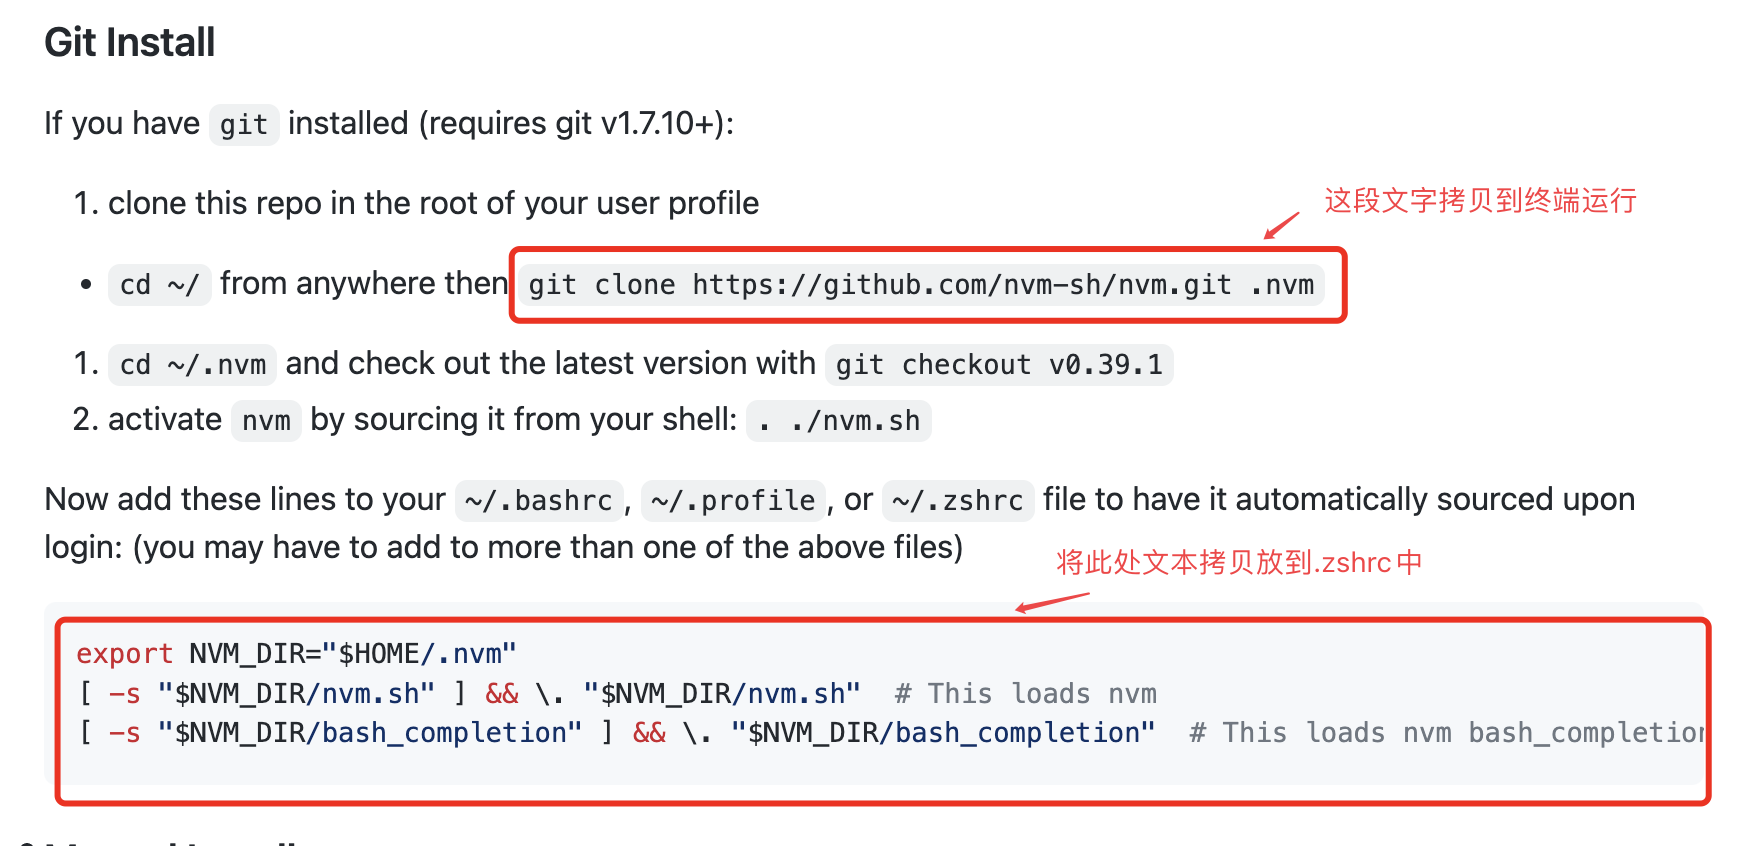 Git Install
If you have git installed (requires git v1.7.10+):
1. clone this repo in the root of your user profile
这段文字拷贝到终端运行
• cd ~/ from anywhere then git clone https://github.com/nvm-sh/nvm.git .nvm
1. cd ~/.nvm and check out the latest version with git checkout v0.39.1
2. activate nvm by sourcing it from your shell: . ./nvm.sh
Now add these lines to your ~/.bashrc, ~/.profile, or ~/.zshrc file to have it automatically sourced upon
login: (you may have to add to more than one of the above files)
将此处文本拷贝放到.zshrc中
export NVM_DIR="$HOME/.nvm"
[ -s "$NVM_DIR/nvm.sh" ] && \. "$NVM_DIR/nvm.sh"  # This loads nvm
[ -s "$NVM_DIR/bash_completion" ] && \. "$NVM_DIR/bash_completion"  # This loads nvm bash_completion